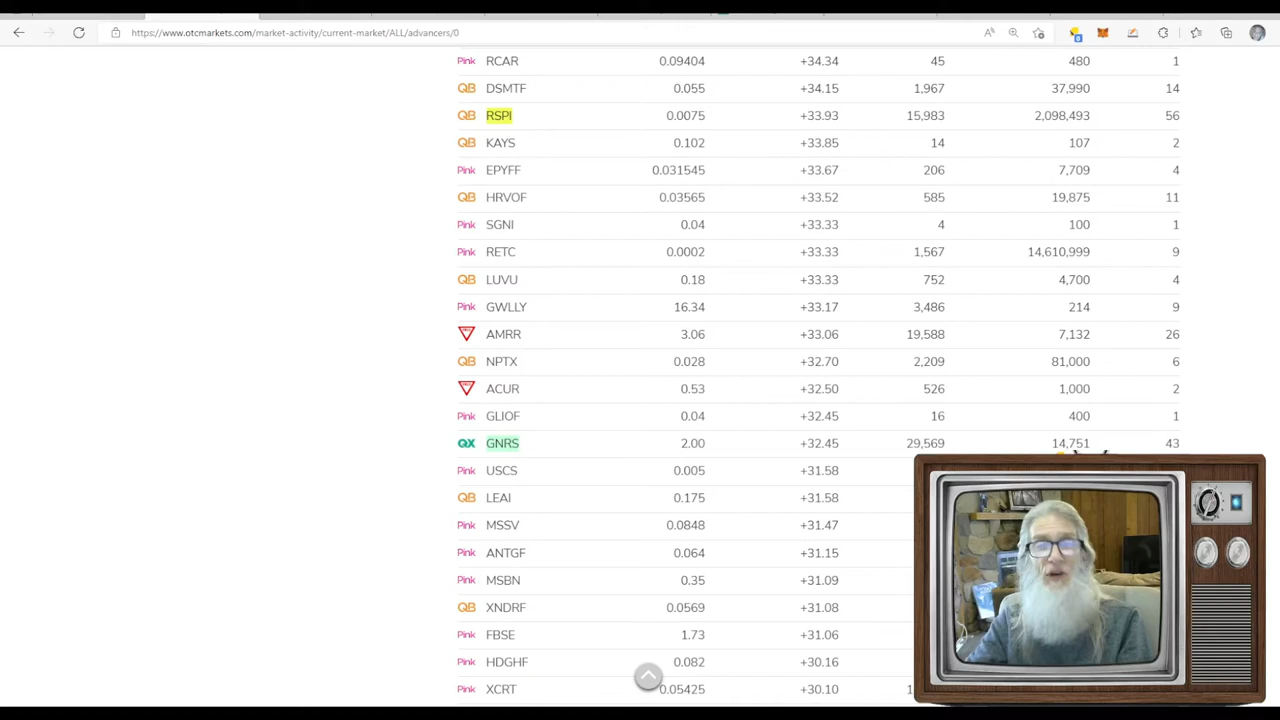 https://www.otcmarkets.com/market-activity/current-market/ALL/advancers/0
Pink RCAR 0.09404 +34.34 45 480 1
QB DSMTF 0.055 +34.15 1,967 37,990 14
QB RSPI 0.0075 +33.93 15,983 2,098,493 56
QB KAYS 0.102 +33.85 14 107 2
Pink EPYFF 0.031545 +33.67 206 7,709 4
QB HRVOF 0.03565 +33.52 585 19,875 11
Pink SGNI 0.04 +33.33 4 100 1
Pink RETC 0.0002 +33.33 1,567 14,610,999 9
QB LUVU 0.18 +33.33 752 4,700 4
Pink GWLLY 16.34 +33.17 3,486 214 9
AMRR 3.06 +33.06 19,588 7,132 26
QB NPTX 0.028 +32.70 2,209 81,000 6
ACUR 0.53 +32.50 526 1,000 2
Pink GLIOF 0.04 +32.45 16 400 1
QX GNRS 2.00 +32.45 29,569 14,751 43
Pink USCS 0.005 +31.58
QB LEAI 0.175 +31.58
Pink MSSV 0.0848 +31.47
Pink ANTGF 0.064 +31.15
Pink MSBN 0.35 +31.09
QB XNDRF 0.0569 +31.08
Pink FBSE 1.73 +31.06
Pink HDGHF 0.082 +30.16
Pink XCRT 0.05425 +30.10